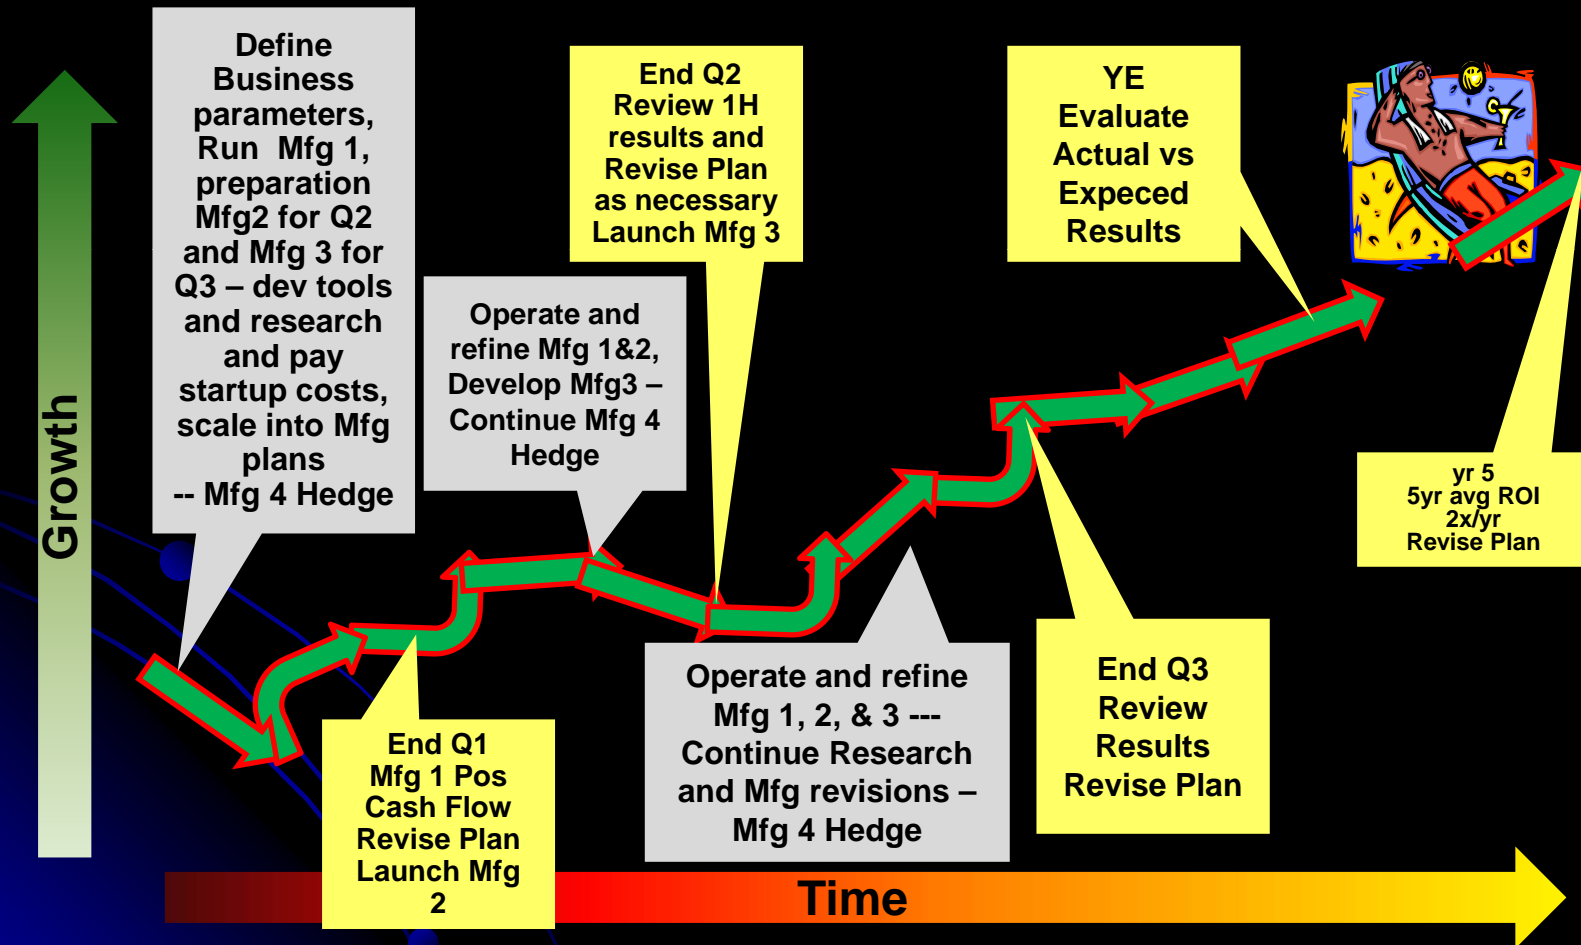 Define
Business
parameters,
Run Mfg 1,
preparation
Mfg2 for Q2
and Mfg 3 for
Q3 – dev tools
and research
and pay
startup costs,
scale into Mfg
plans
-- Mfg 4 Hedge
End Q2
Review 1H
results and
Revise Plan
as necessary
Launch Mfg 3
YE
Evaluate
Actual vs
Expeced
Results
Operate and
refine Mfg 1&2,
Develop Mfg3 –
Continue Mfg 4
Hedge
Growth
yr 5
5yr avg ROI
2x/yr
Revise Plan
End Q1
Mfg 1 Pos
Cash Flow
Revise Plan
Launch Mfg
2
Operate and refine
Mfg 1, 2, & 3 ---
Continue Research
and Mfg revisions –
Mfg 4 Hedge
End Q3
Review
Results
Revise Plan
Time